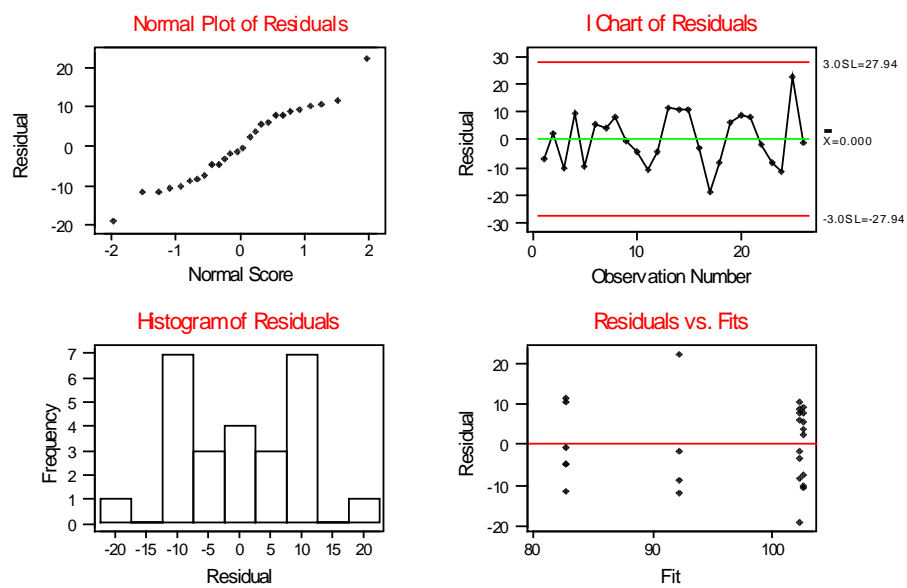 Normal Plot of Residuals
Residual
20
10
0
-10
-20
-2
-1
0
1
2
Normal Score
I Chart of Residuals
Residual
30
20
10
0
-10
-20
-30
0
10
20
Observation Number
3.0SL=27.94
X=0.000
-3.0SL=-27.94
Histogram of Residuals
Frequency
7
6
5
4
3
2
1
0
-20 -15 -10 -5 0 5 10 15 20
Residual
Residuals vs. Fits
Residual
20
10
0
-10
-20
80
90
100
Fit